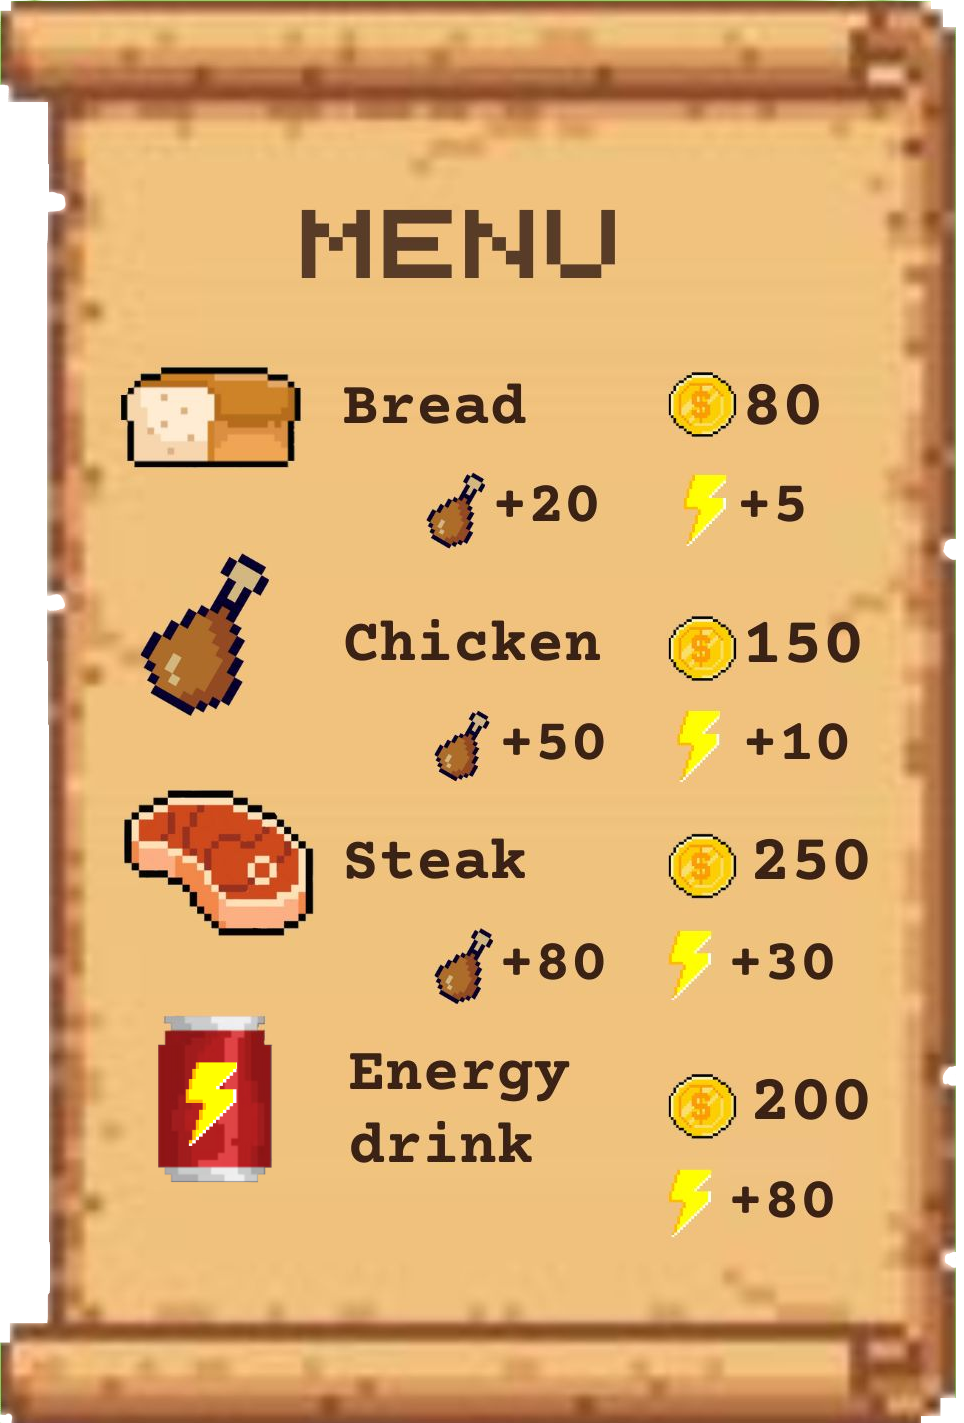 MENU
Bread $ 80
+20 +5
Chicken $ 150
+50 +10
Steak $ 250
+80 +30
Energy
drink
$ 200
+80